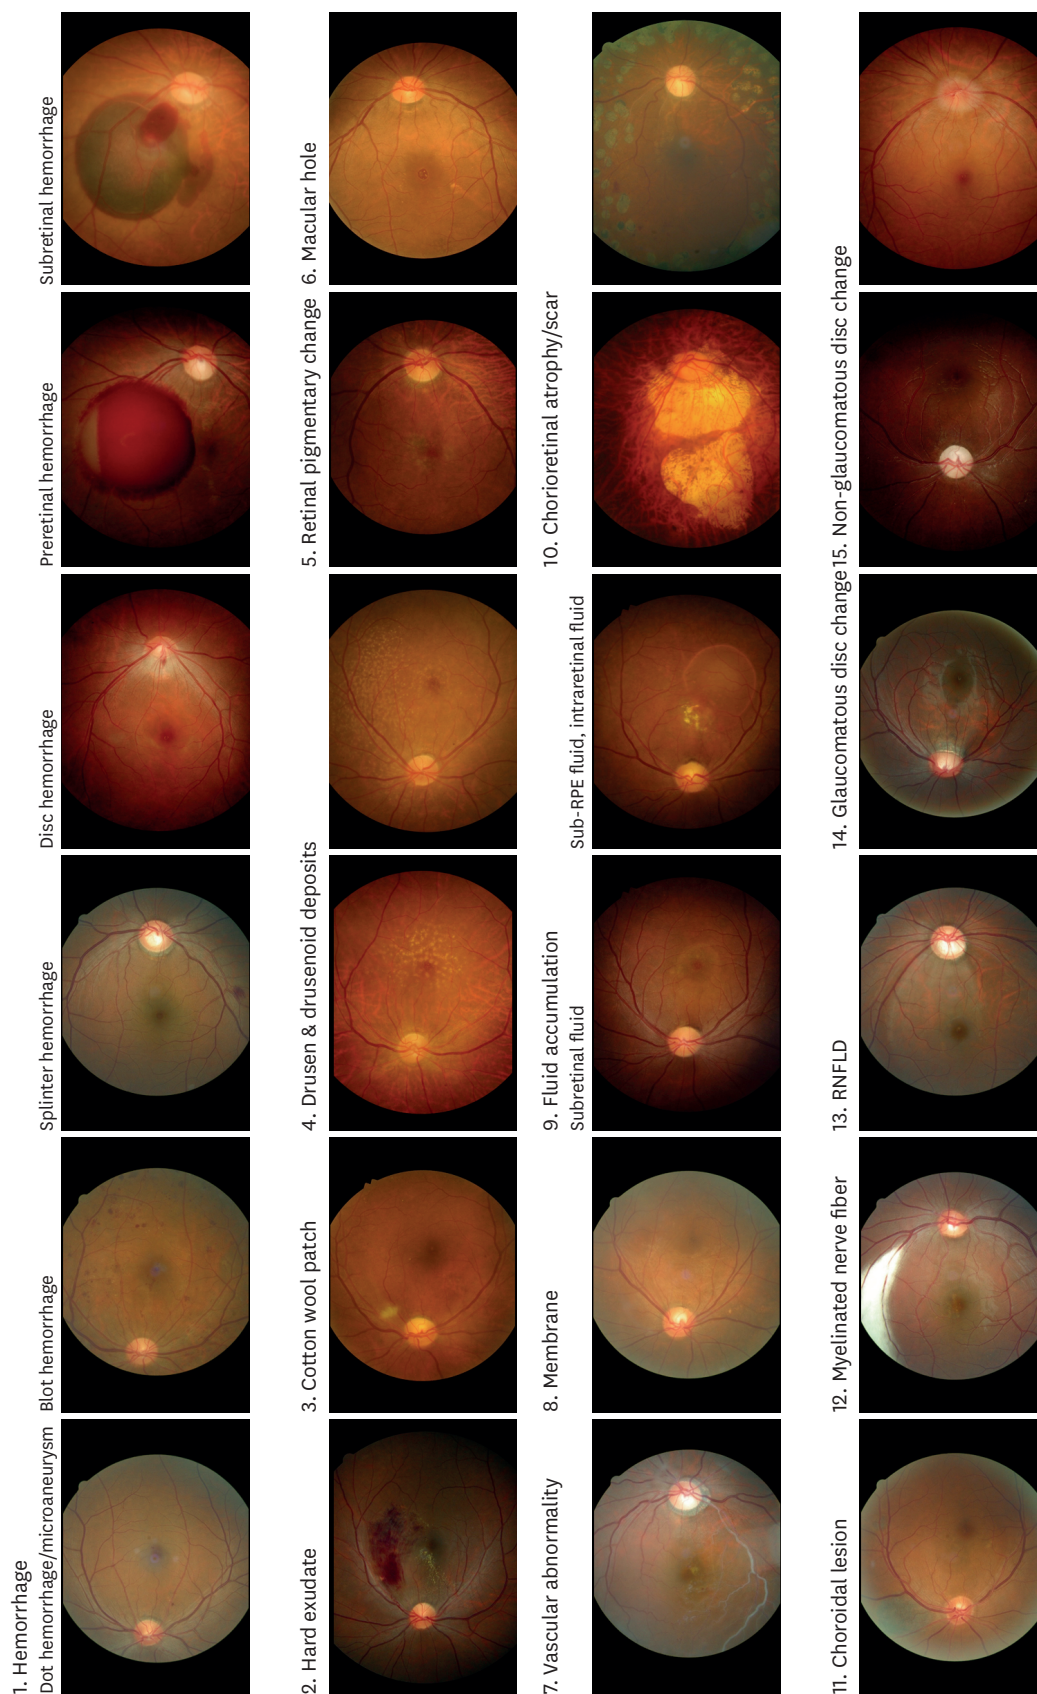 1. Hemorrhage
Dot hemorrhage/microaneurysm
Blot hemorrhage
Splinter hemorrhage
Disc hemorrhage
Preretinal hemorrhage
Subretinal hemorrhage
2. Hard exudate
3. Cotton wool patch
4. Drusen & drusenoid deposits
5. Retinal pigmentary change
6. Macular hole
7. Vascular abnormality
8. Membrane
9. Fluid accumulation
Subretinal fluid
Sub-RPE fluid, intraretinal fluid
10. Chorioretinal atrophy/scar
11. Choroidal lesion
12. Myelinated nerve fiber
13. RNFLD
14. Glaucomatous disc change
15. Non-glaucomatous disc change